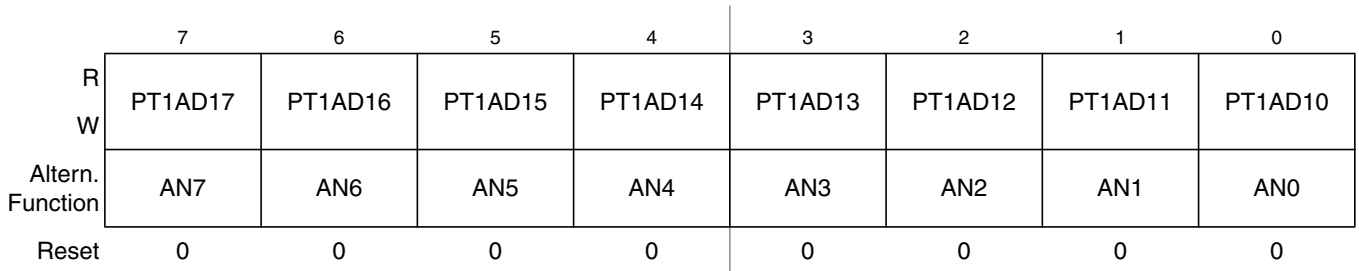 7 6 5 4 3 2 1 0
R W PT1AD17 PT1AD16 PT1AD15 PT1AD14 PT1AD13 PT1AD12 PT1AD11 PT1AD10
Altern. Function AN7 AN6 AN5 AN4 AN3 AN2 AN1 AN0
Reset 0 0 0 0 0 0 0 0